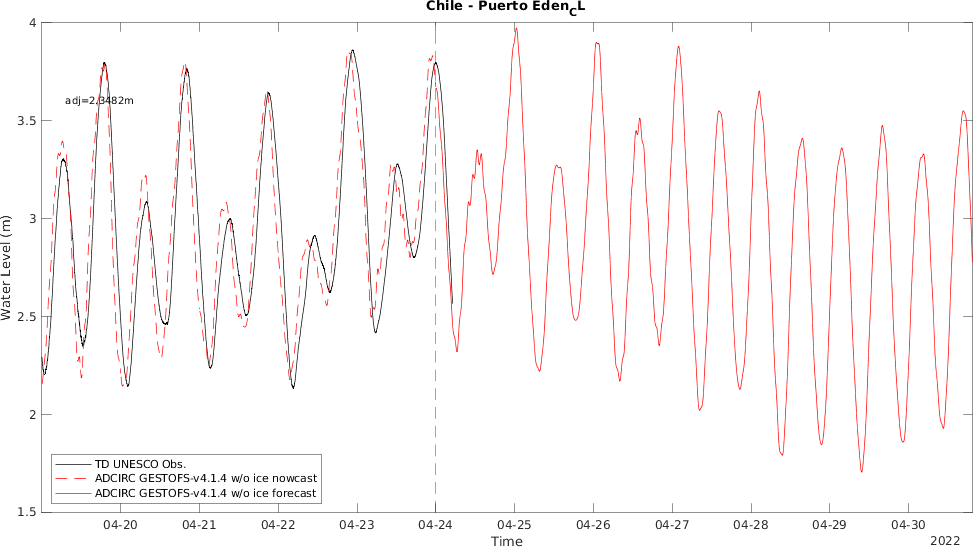 Chile - Puerto Eden_CL
4
3.5
3
2.5
2
1.5
Water Level (m)
adj=2.3482m
TD UNESCO Obs.
ADCIRC GESTOFS-v4.1.4 w/o ice nowcast
ADCIRC GESTOFS-v4.1.4 w/o ice forecast
04-20 04-21 04-22 04-23 04-24 04-25 04-26 04-27 04-28 04-29 04-30
Time
2022